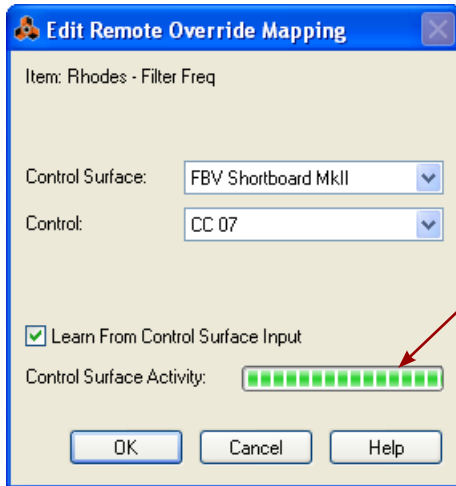 Edit Remote Override Mapping
Item: Rhodes - Filter Freq
Control Surface: FBV Shortboard MkII
Control: CC 07
Learn From Control Surface Input
Control Surface Activity:
OK Cancel Help